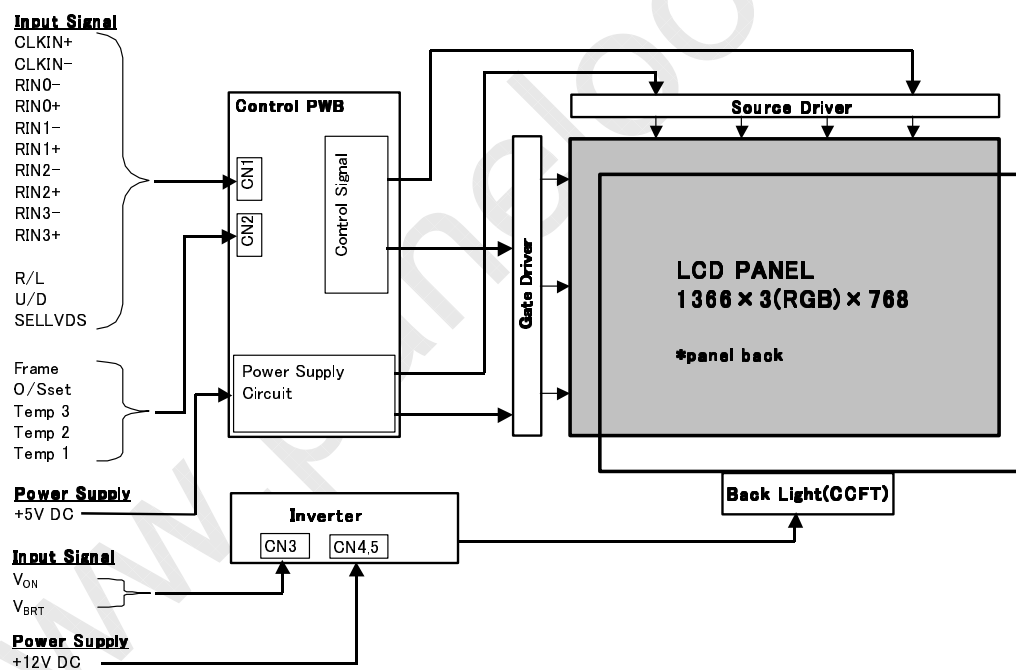 Input Signal
CLKIN+
CLKIN-
RIN0-
RIN0+
RIN1-
RIN1+
RIN2-
RIN2+
RIN3-
RIN3+
R/L
U/D
SELLVDS
Frame
O/Sset
Temp 3
Temp 2
Temp 1
Power Supply
+5V DC
Input Signal
VON
VBRT
Power Supply
+12V DC
Control PWB
CN1
CN2
Control Signal
Power Supply
Circuit
Inverter
CN3
CN4,5
Gate Driver
Source Driver
LCD PANEL
1366×3(RGB)×768
*panel back
Back Light(CCFT)